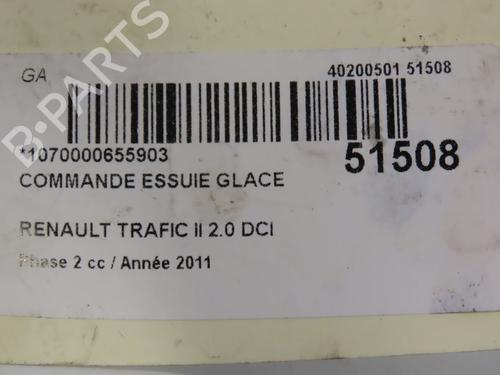 GA
40200501 51508
*1070000655903
51508
COMMANDE ESSUIE GLACE
RENAULT TRAFIC II 2.0 DCI
Phase 2 cc / Année 2011
B-PARTS